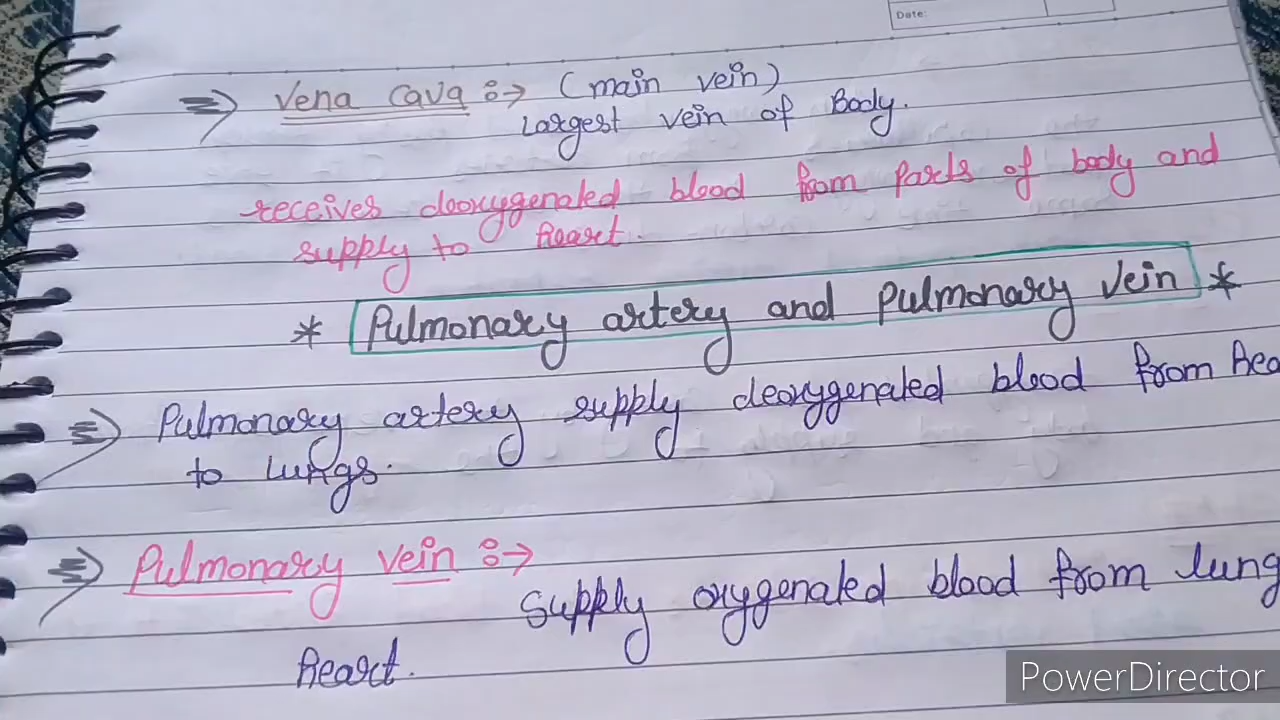 Date:
⇒ Vena cava :→ (main vein)
Largest vein of Body.
receives deoxygenated blood from parts of body and
supply to heart.
* Pulmonary artery and pulmonary vein *
⇒ Pulmonary artery supply deoxygenated blood from hea
to lungs.
⇒ Pulmonary vein :→
supply oxygenated blood from lung
heart.
PowerDirector